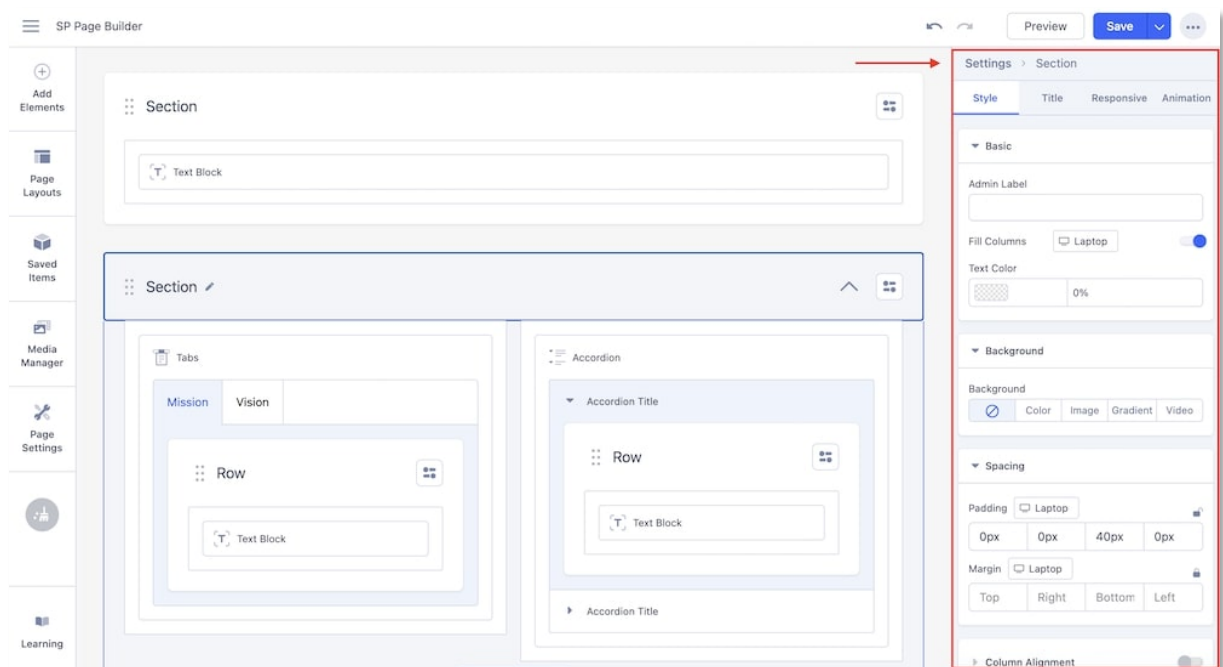 SP Page Builder
Preview
Save
Add
Elements
Page
Layouts
Saved
Items
Media
Manager
Page
Settings
Learning
Section
Text Block
Section
Tabs
Mission Vision
Row
Text Block
Accordion
Accordion Title
Row
Text Block
Accordion Title
Settings > Section
Style Title Responsive Animation
Basic
Admin Label
Fill Columns Laptop
Text Color
0%
Background
Background
Color Image Gradient Video
Spacing
Padding Laptop
0px 0px 40px 0px
Margin Laptop
Top Right Bottom Left
Column Alignment